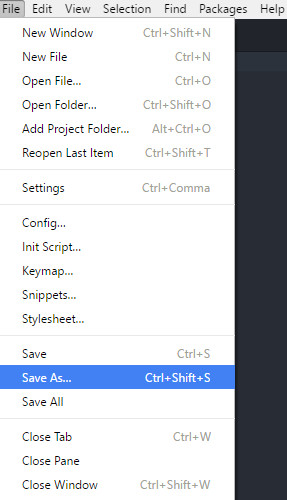 File Edit View Selection Find Packages Help
New Window Ctrl+Shift+N
New File Ctrl+N
Open File... Ctrl+O
Open Folder... Ctrl+Shift+O
Add Project Folder... Alt+Ctrl+O
Reopen Last Item Ctrl+Shift+T
Settings Ctrl+Comma
Config...
Init Script...
Keymap...
Snippets...
Stylesheet...
Save Ctrl+S
Save As... Ctrl+Shift+S
Save All
Close Tab Ctrl+W
Close Pane
Close Window Ctrl+Shift+W